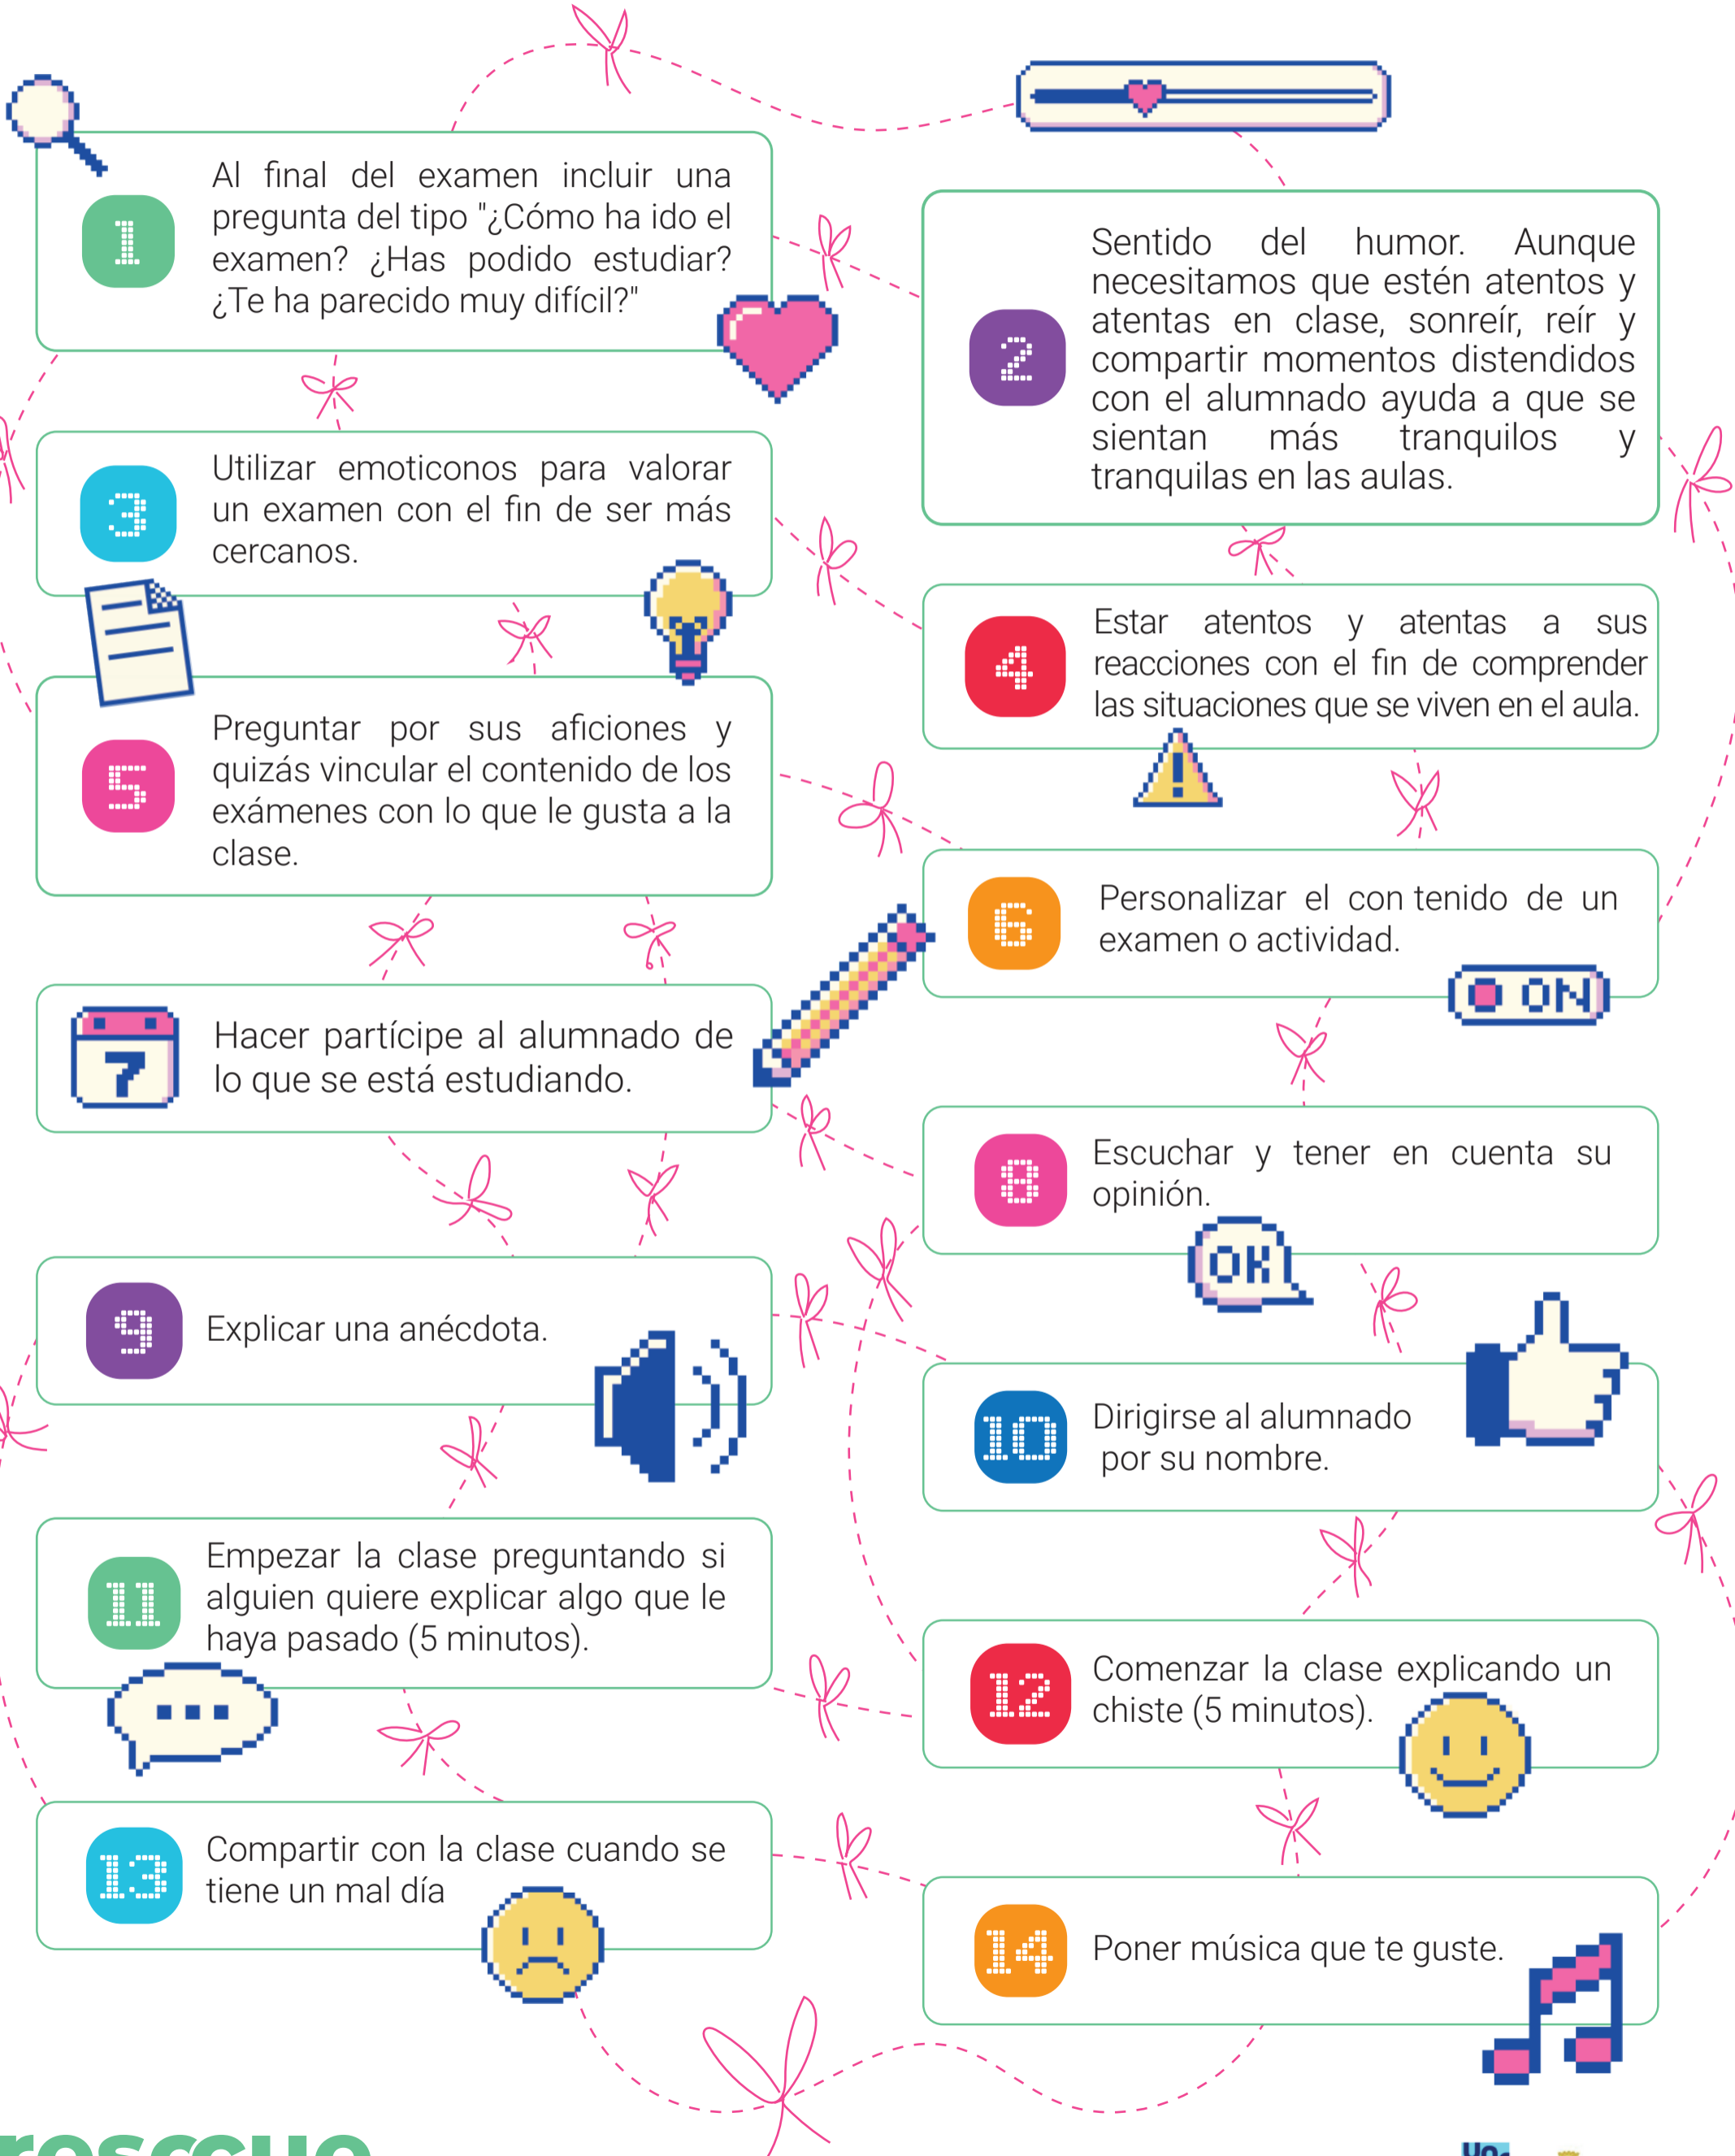 1
Al final del examen incluir una
pregunta del tipo "¿Cómo ha ido el
examen? ¿Has podido estudiar?
¿Te ha parecido muy difícil?"
2
Sentido del humor. Aunque
necesitamos que estén atentos y
atentas en clase, sonreír, reír y
compartir momentos distendidos
con el alumnado ayuda a que se
sientan más tranquilos y
tranquilas en las aulas.
3
Utilizar emoticonos para valorar
un examen con el fin de ser más
cercanos.
4
Estar atentos y atentas a sus
reacciones con el fin de comprender
las situaciones que se viven en el aula.
5
Preguntar por sus aficiones y
quizás vincular el contenido de los
exámenes con lo que le gusta a la
clase.
6
Personalizar el con tenido de un
examen o actividad.
ON
7
Hacer partícipe al alumnado de
lo que se está estudiando.
8
Escuchar y tener en cuenta su
opinión.
OK
9
Explicar una anécdota.
10
Dirigirse al alumnado
por su nombre.
11
Empezar la clase preguntando si
alguien quiere explicar algo que le
haya pasado (5 minutos).
12
Comenzar la clase explicando un
chiste (5 minutos).
13
Compartir con la clase cuando se
tiene un mal día
14
Poner música que te guste.